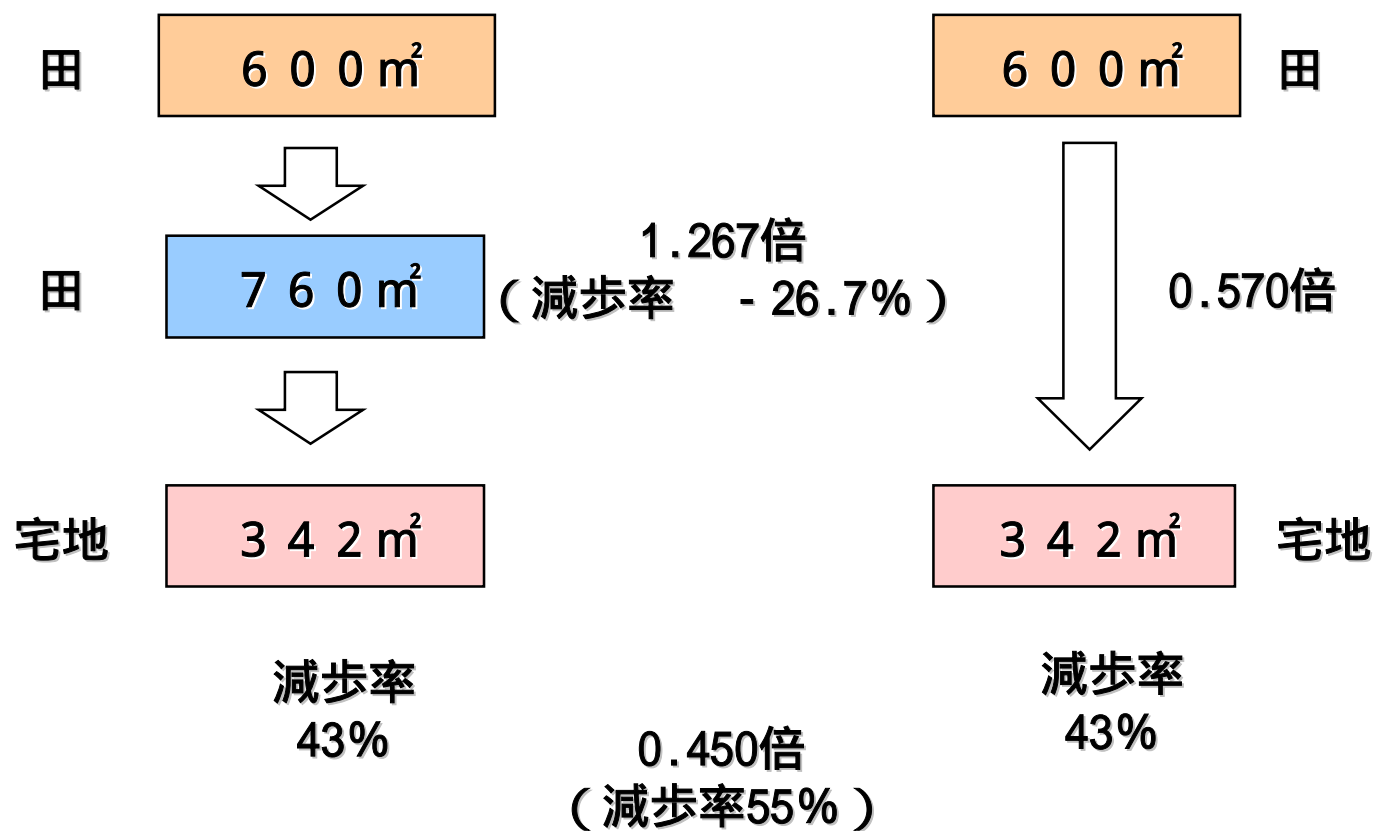 田
６００㎡
６００㎡
田
田
７６０㎡
1.267倍
（減歩率　-26.7%）
0.570倍
宅地
３４２㎡
３４２㎡
宅地
減歩率
43%
減歩率
43%
0.450倍
（減歩率55%）